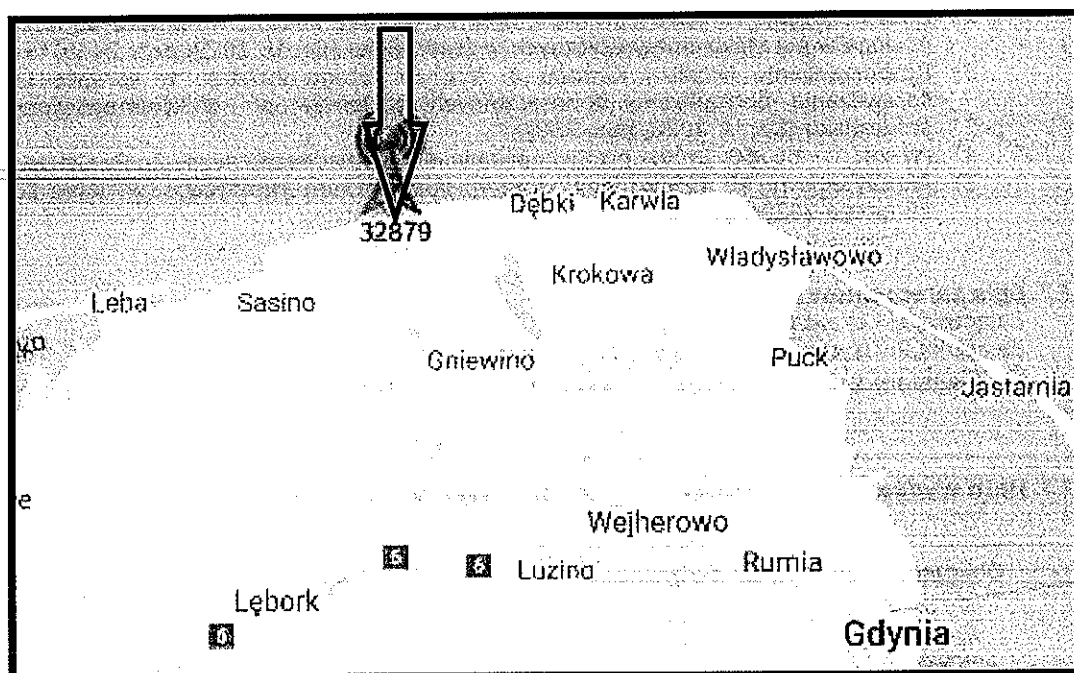 Dębki Karwia
32879
Władysławowo
Krokowa
Łeba Sasino
Gniewino
Puck
Jastarnia
Wejherowo
6 Luzino Rumia
Lębork
Gdynia